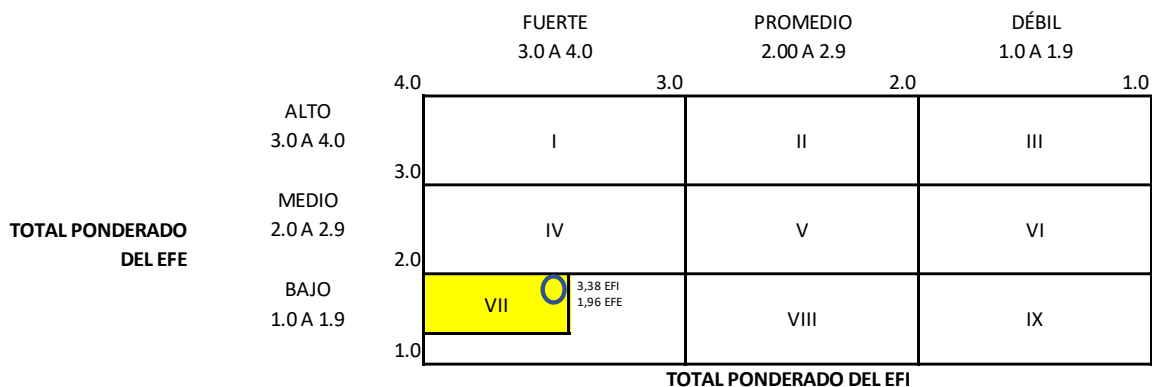 FUERTE PROMEDIO DÉBIL
3.0 A 4.0 2.00 A 2.9 1.0 A 1.9
4.0 3.0 2.0 1.0
ALTO
3.0 A 4.0
I II III
3.0
MEDIO
TOTAL PONDERADO 2.0 A 2.9
IV V VI
DEL EFE
2.0
BAJO
1.0 A 1.9
VII
3,38 EFI
1,96 EFE
VIII IX
1.0
TOTAL PONDERADO DEL EFI